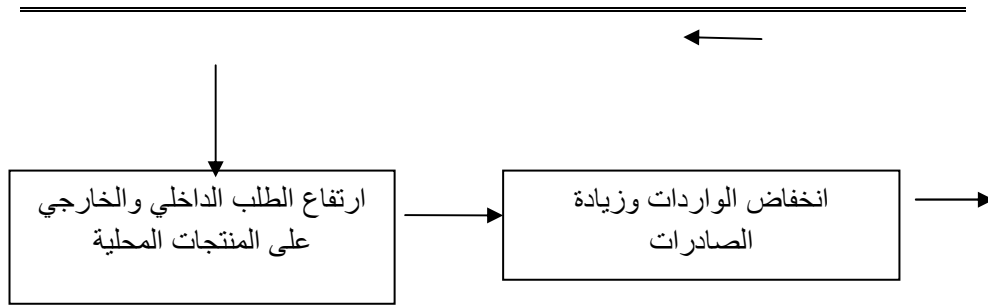 ارتفاع الطلب الداخلي والخارجي
على المنتجات المحلية
انخفاض الواردات وزيادة
الصادرات